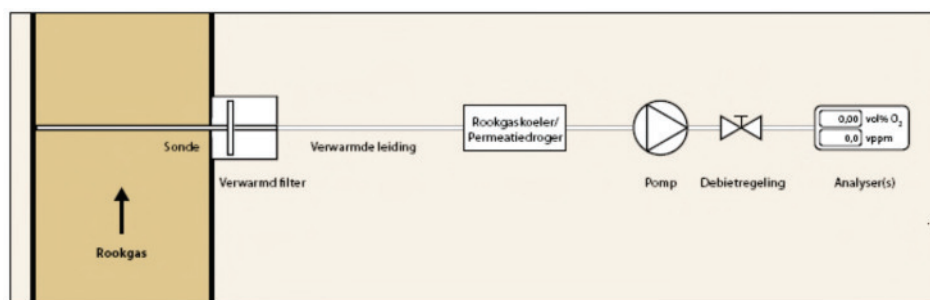 Rookgaskoeler/
Permeatiedroger
0,00 vol% O₂
0,0 vppm
Sonde
Verwarmde leiding
Verwarmd filter
Pomp
Debietregeling
Analyser(s)
Rookgas